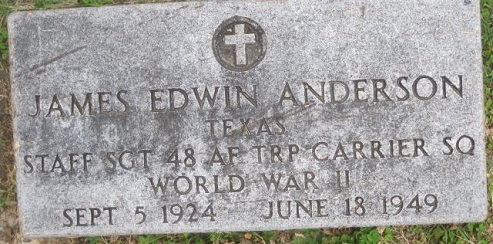 JAMES EDWIN ANDERSON
TEXAS
STAFF SGT 48 AF TRP CARRIER SQ
WORLD WAR II
SEPT 5 1924 JUNE 18 1949